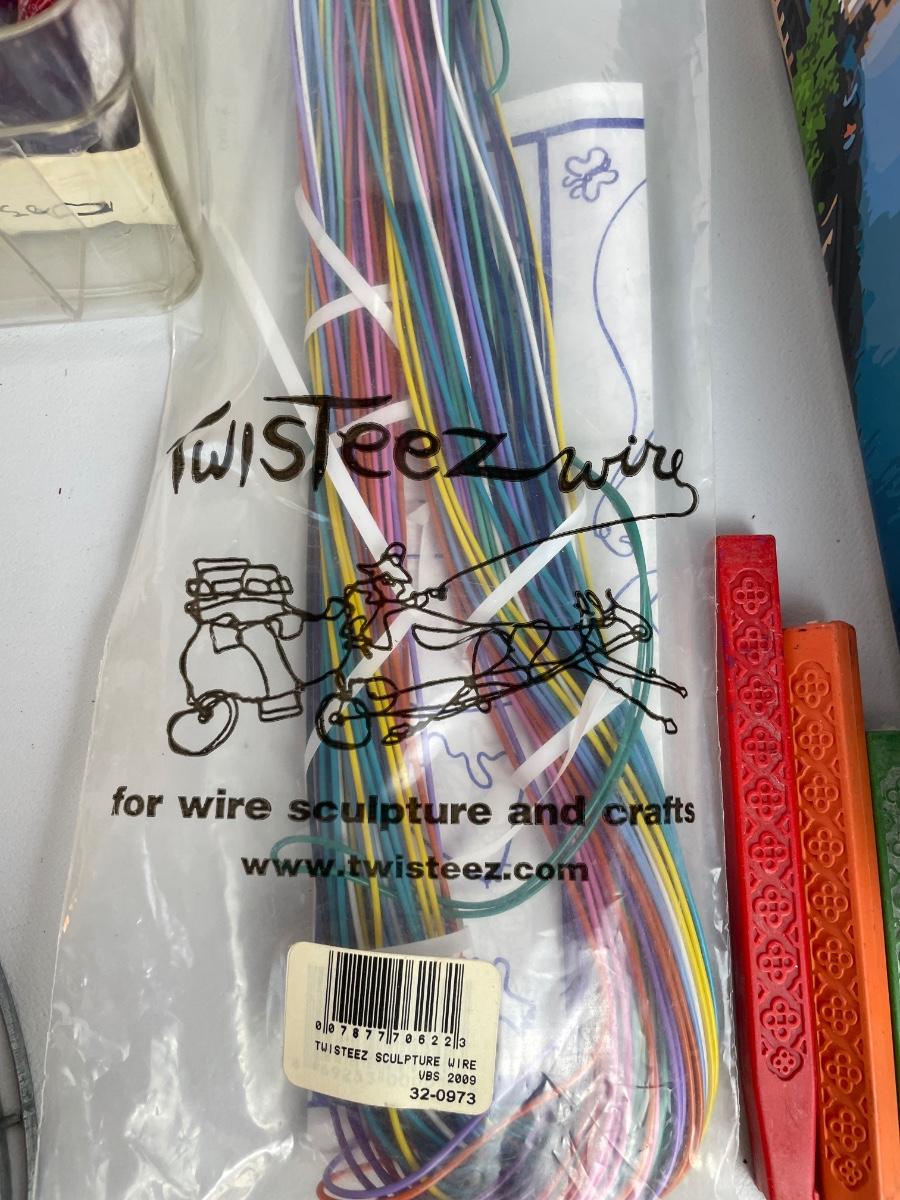 TWISTeez wire
for wire sculpture and crafts
www.twisteez.com
0 07877 70622 3
TWISTEEZ SCULPTURE WIRE
VBS 2009
32-0973